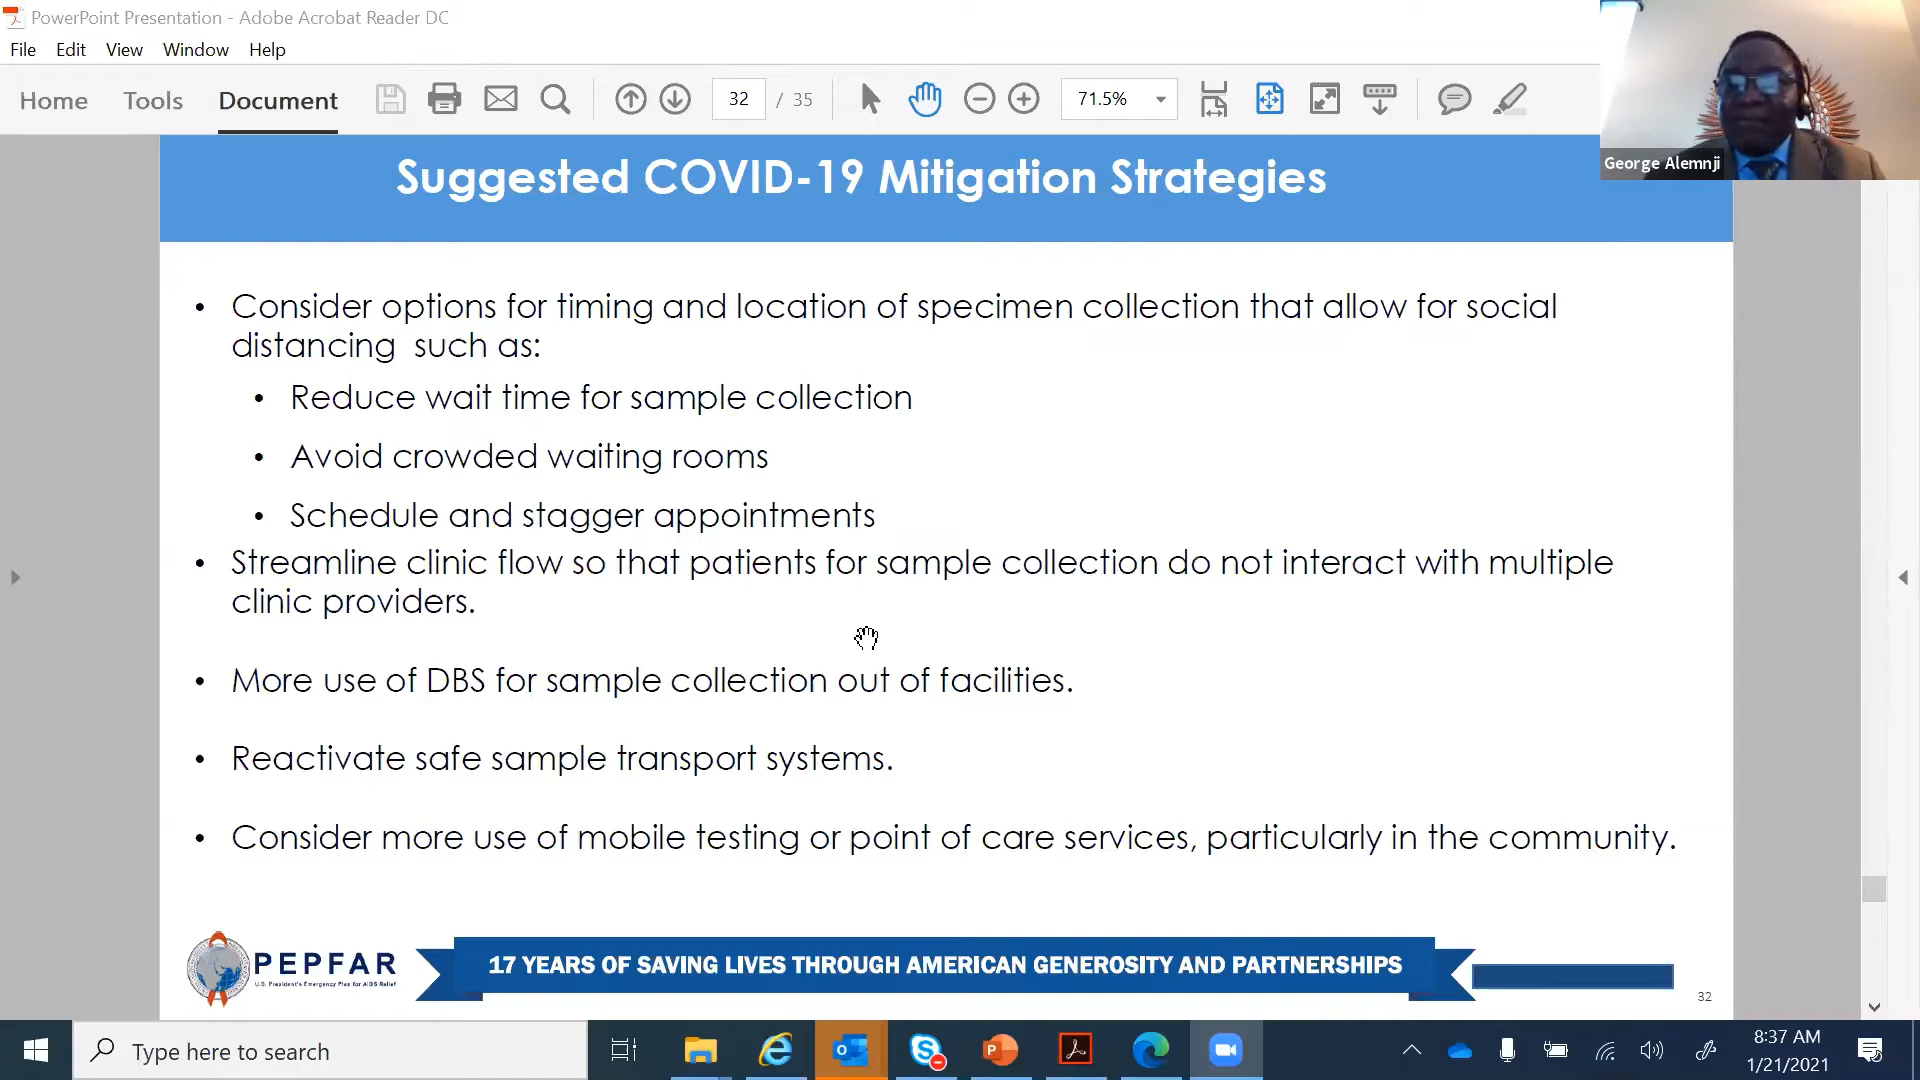 PowerPoint Presentation - Adobe Acrobat Reader DC
File Edit View Window Help
Home Tools Document 32 / 35 71.5%
George Alemnji
Suggested COVID-19 Mitigation Strategies
• Consider options for timing and location of specimen collection that allow for social
distancing such as:
• Reduce wait time for sample collection
• Avoid crowded waiting rooms
• Schedule and stagger appointments
• Streamline clinic flow so that patients for sample collection do not interact with multiple
clinic providers.
• More use of DBS for sample collection out of facilities.
• Reactivate safe sample transport systems.
• Consider more use of mobile testing or point of care services, particularly in the community.
PEPFAR
U.S. President's Emergency Plan for AIDS Relief
17 YEARS OF SAVING LIVES THROUGH AMERICAN GENEROSITY AND PARTNERSHIPS
32
Type here to search
8:37 AM
1/21/2021